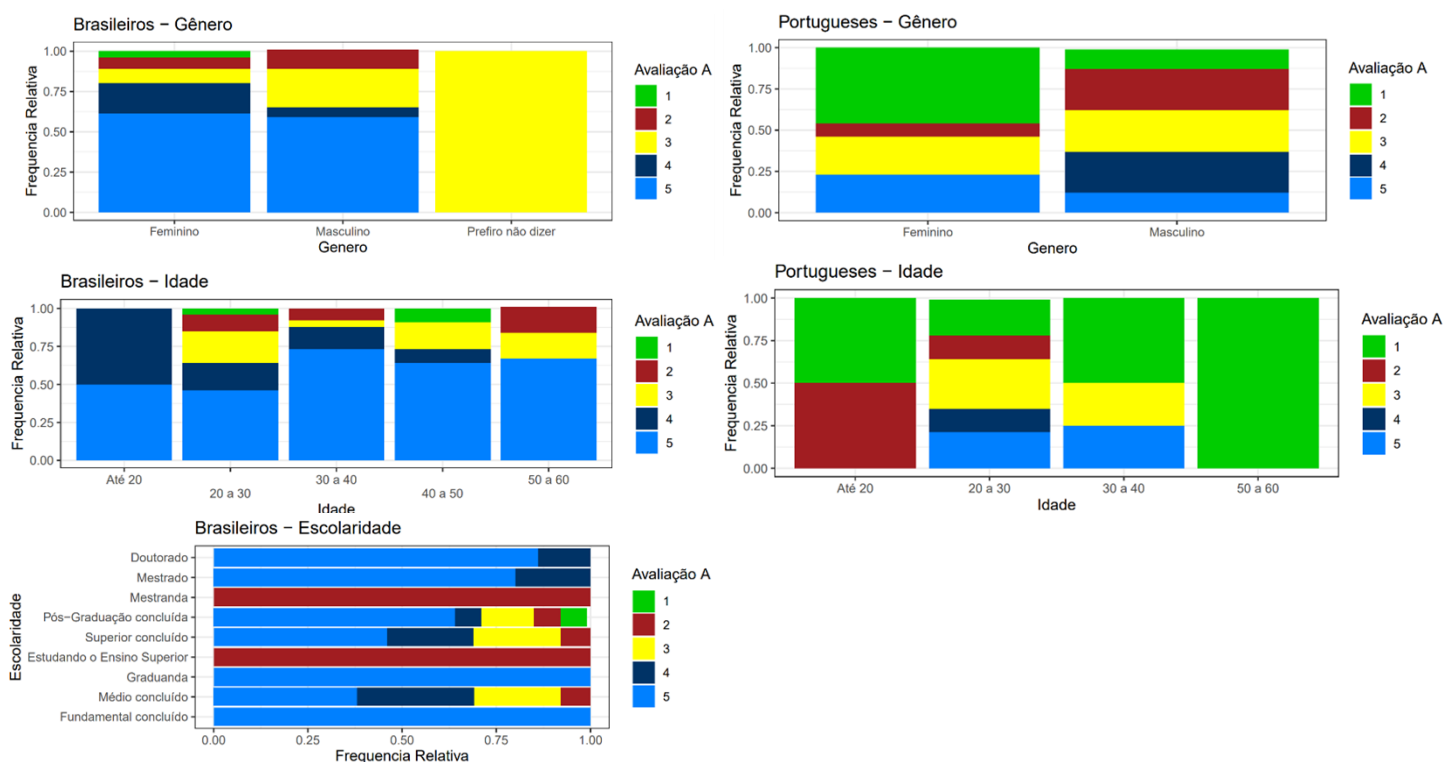 Brasileiros − Gênero
Frequencia Relativa
1.00
0.75
0.50
0.25
0.00
Feminino Masculino Prefiro não dizer
Genero
Avaliação A
1
2
3
4
5
Portugueses − Gênero
Frequencia Relativa
1.00
0.75
0.50
0.25
0.00
Feminino Masculino
Genero
Avaliação A
1
2
3
4
5
Brasileiros − Idade
Frequencia Relativa
1.00
0.75
0.50
0.25
0.00
Até 20 30 a 40 50 a 60
20 a 30 40 a 50
Idade
Avaliação A
1
2
3
4
5
Portugueses − Idade
Frequencia Relativa
1.00
0.75
0.50
0.25
0.00
Até 20 20 a 30 30 a 40 50 a 60
Idade
Avaliação A
1
2
3
4
5
Brasileiros − Escolaridade
Escolaridade
Doutorado
Mestrado
Mestranda
Pós−Graduação concluída
Superior concluído
Estudando o Ensino Superior
Graduanda
Médio concluído
Fundamental concluído
0.00 0.25 0.50 0.75 1.00
Frequencia Relativa
Avaliação A
1
2
3
4
5